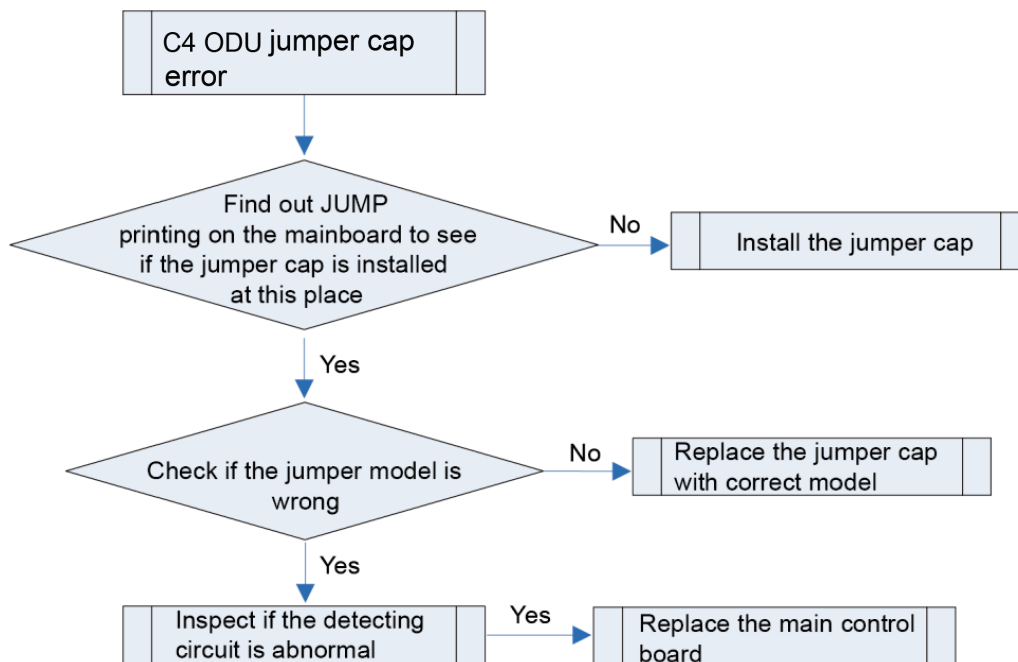 C4 ODU jumper cap
error
Find out JUMP
printing on the mainboard to see
if the jumper cap is installed
at this place
No
Install the jumper cap
Yes
Check if the jumper model is
wrong
No
Replace the jumper cap
with correct model
Yes
Inspect if the detecting
circuit is abnormal
Yes
Replace the main control
board